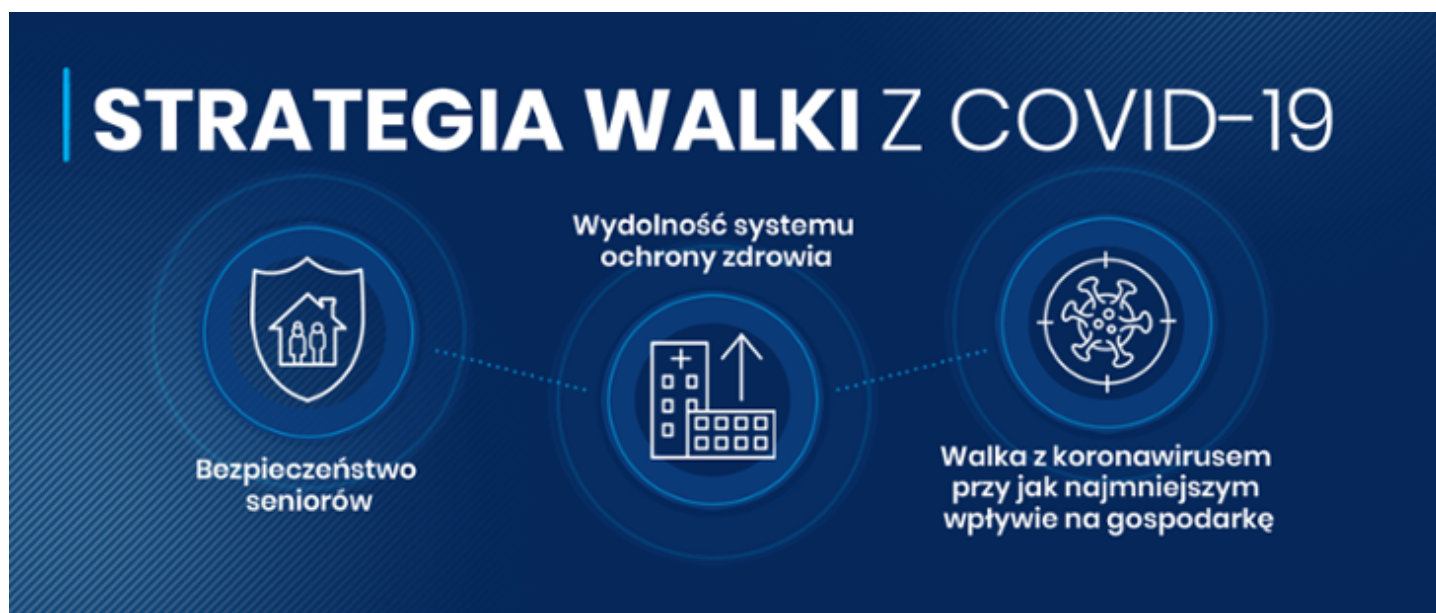 STRATEGIA WALKI Z COVID-19
Bezpieczeństwo
seniorów
Wydolność systemu
ochrony zdrowia
Walka z koronawirusem
przy jak najmniejszym
wpływie na gospodarkę